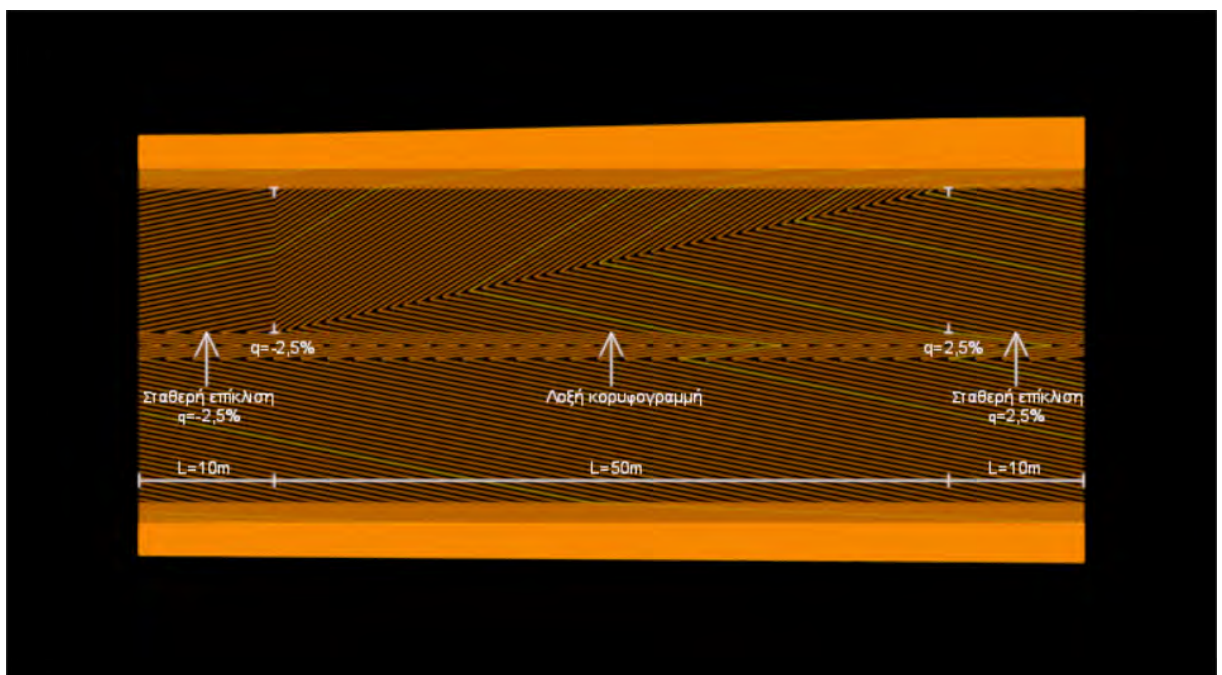 q=-2,5%
q=2,5%
Σταθερή επίκλιση
q=-2,5%
Λοξή κορυφογραμμή
Σταθερή επίκλιση
q=2,5%
L=10m
L=50m
L=10m